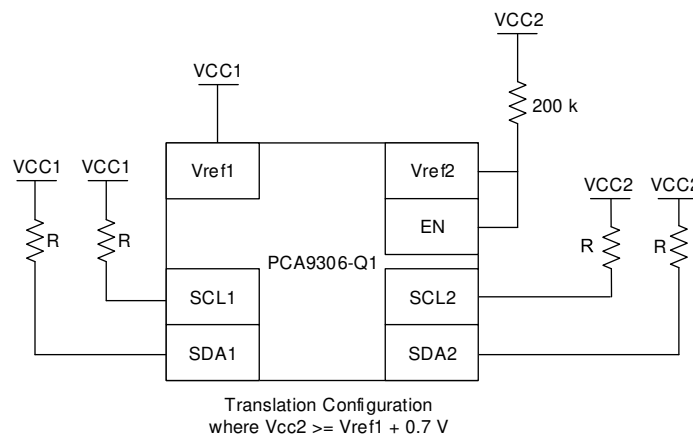 VCC2
VCC1
200 k
VCC1 VCC1
Vref1
Vref2
VCC2 VCC2
EN
R
R
R
R
PCA9306-Q1
SCL1
SCL2
SDA1
SDA2
Translation Configuration
where Vcc2 >= Vref1 + 0.7 V